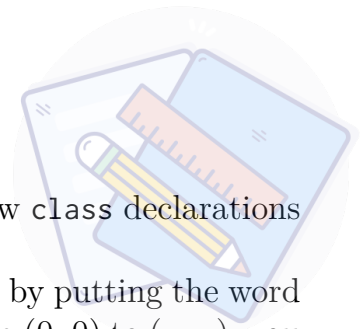 class declarations
by putting the word
(0, 0) to (